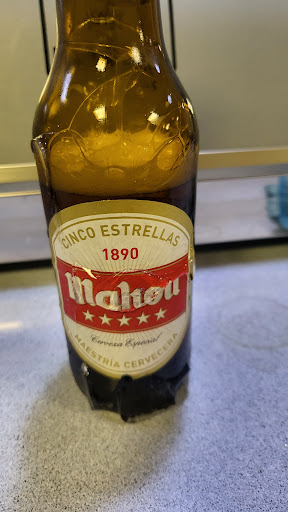 CINCO ESTRELLAS
1890
Mahou
Cerveza Especial
MAESTRÍA CERVECERA